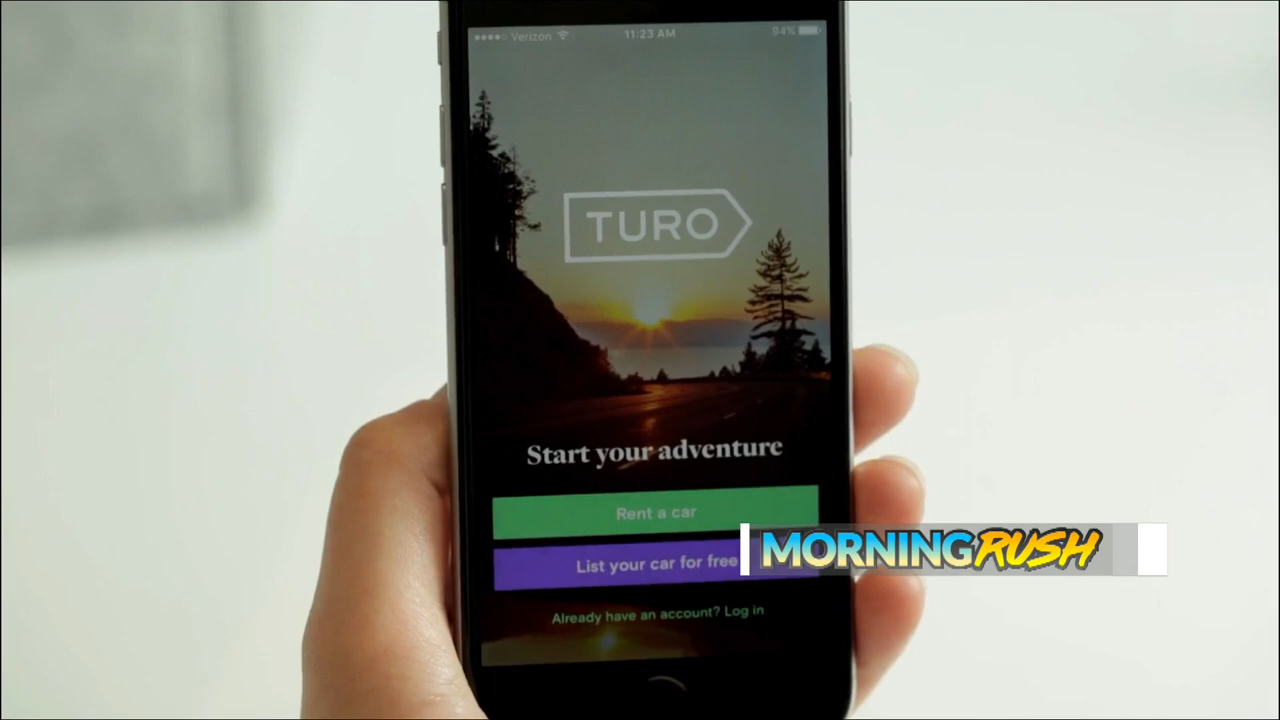 Verizon 11:23 AM 94%
TURO
Start your adventure
Rent a car
List your car for free
MORNING RUSH
Already have an account? Log in